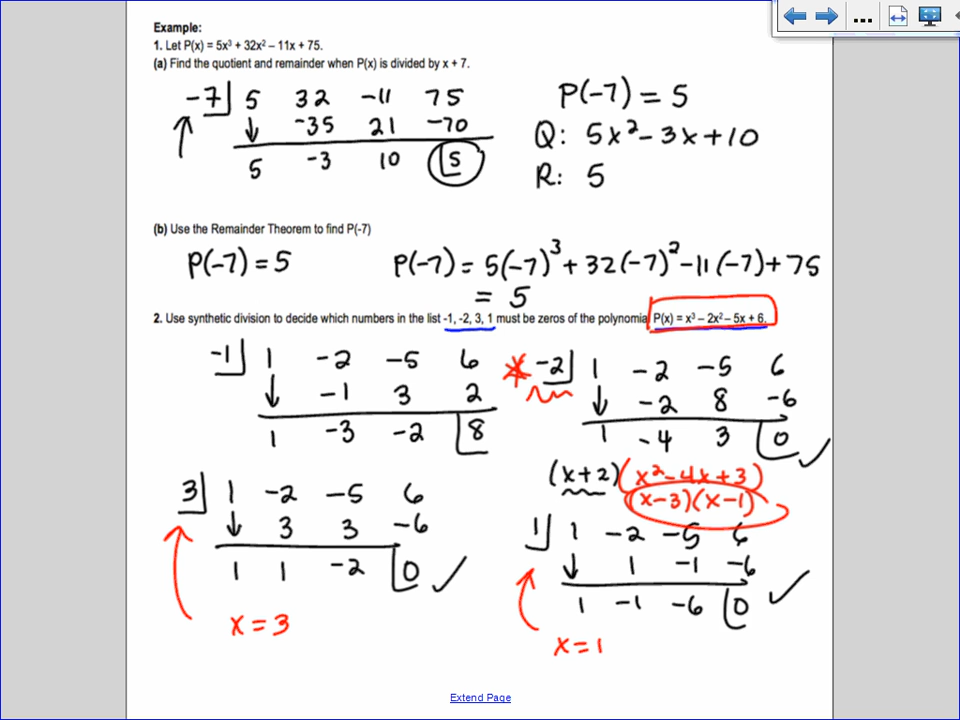 Example:
1. Let P(x) = 5x³ + 32x² – 11x + 75.
(a) Find the quotient and remainder when P(x) is divided by x + 7.
-7 5 32 -11 75
-35 21 -70
5 -3 10 5
P(-7) = 5
Q: 5x² - 3x + 10
R: 5
(b) Use the Remainder Theorem to find P(-7)
P(-7) = 5
P(-7) = 5(-7)³ + 32(-7)² - 11(-7) + 75
= 5
2. Use synthetic division to decide which numbers in the list -1, -2, 3, 1 must be zeros of the polynomia P(x) = x³ – 2x² – 5x + 6.
-1 1 -2 -5 6
-1 3 2
1 -3 -2 8
-2 1 -2 -5 6
-2 8 -6
1 -4 3 0 ✓
(x+2)(x²-4x+3)
(x-3)(x-1)
3 1 -2 -5 6
3 3 -6
1 1 -2 0 ✓
x = 3
1 1 -2 -5 6
1 -1 -6
1 -1 -6 0 ✓
x = 1
Extend Page